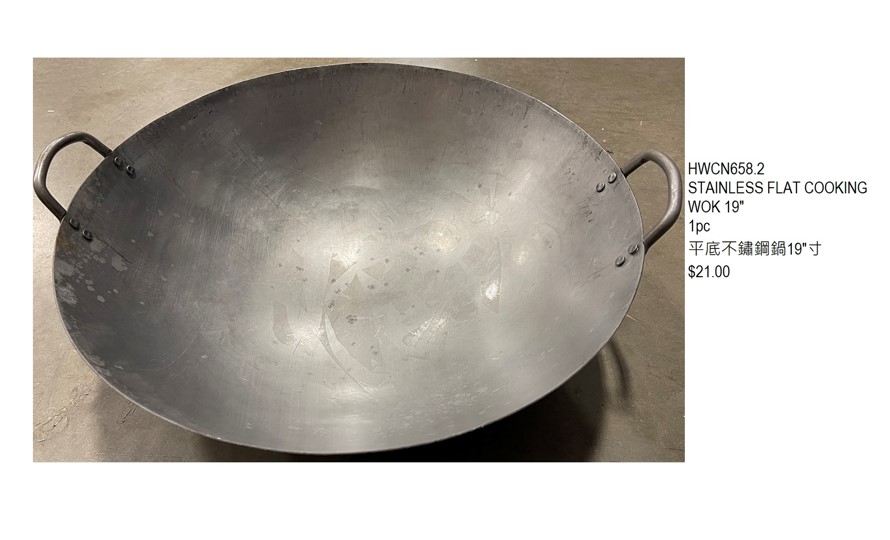 HWCN658.2
STAINLESS FLAT COOKING
WOK 19"
1pc
平底不鏽鋼鍋19"寸
$21.00